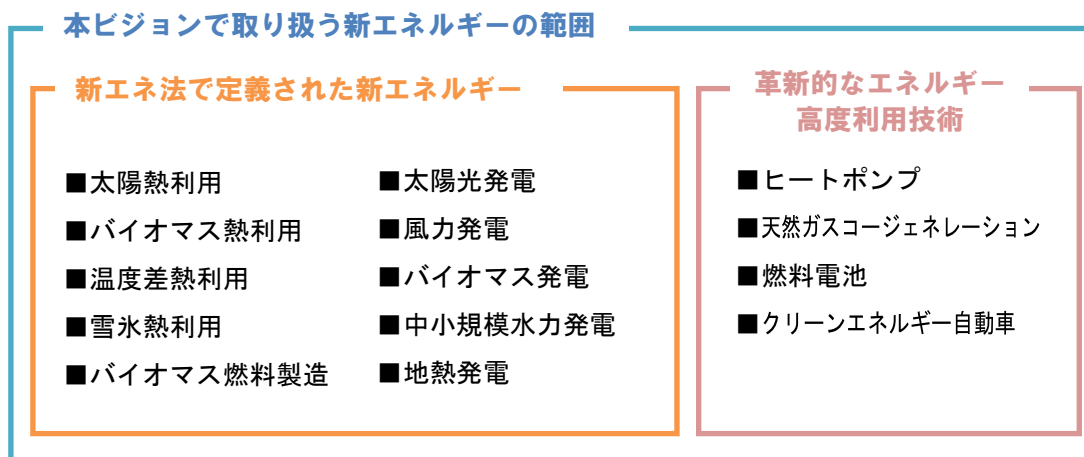 本ビジョンで取り扱う新エネルギーの範囲
新エネ法で定義された新エネルギー
■太陽熱利用
■バイオマス熱利用
■温度差熱利用
■雪氷熱利用
■バイオマス燃料製造
■太陽光発電
■風力発電
■バイオマス発電
■中小規模水力発電
■地熱発電
革新的なエネルギー
高度利用技術
■ヒートポンプ
■天然ガスコージェネレーション
■燃料電池
■クリーンエネルギー自動車